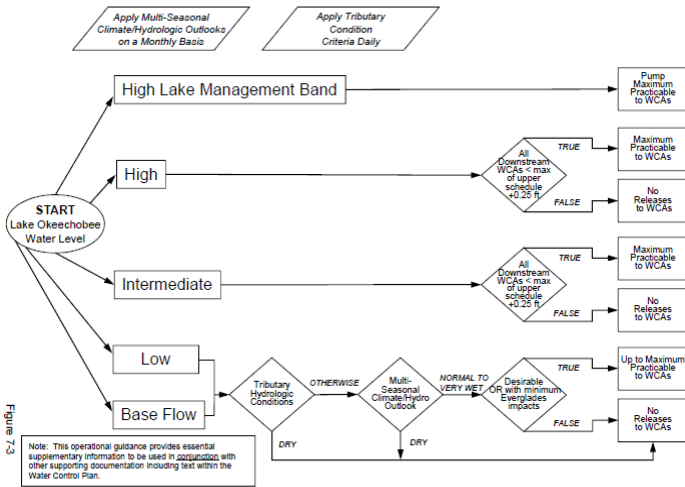 Apply Multi-Seasonal
Climate/Hydrologic Outlooks
on a Monthly Basis
Apply Tributary
Condition
Criteria Daily
High Lake Management Band
Pump
Maximum
Practicable
to WCAs
High
All
Downstream
WCAs < max
of upper
schedule
+0.25 ft
TRUE
Maximum
Practicable
to WCAs
FALSE
No
Releases
to WCAs
START
Lake Okeechobee
Water Level
Intermediate
All
Downstream
WCAs < max
of upper
schedule
+0.25 ft
TRUE
Maximum
Practicable
to WCAs
FALSE
No
Releases
to WCAs
Low
Base Flow
Tributary
Hydrologic
Conditions
OTHERWISE
DRY
Multi-
Seasonal
Climate/Hydro
Outlook
NORMAL TO
VERY WET
DRY
Desirable
OR with minimum
Everglades
impacts
TRUE
Up to Maximum
Practicable
to WCAs
FALSE
No
Releases
to WCAs
Figure 7-3
Note: This operational guidance provides essential
supplementary information to be used in conjunction with
other supporting documentation including text within the
Water Control Plan.